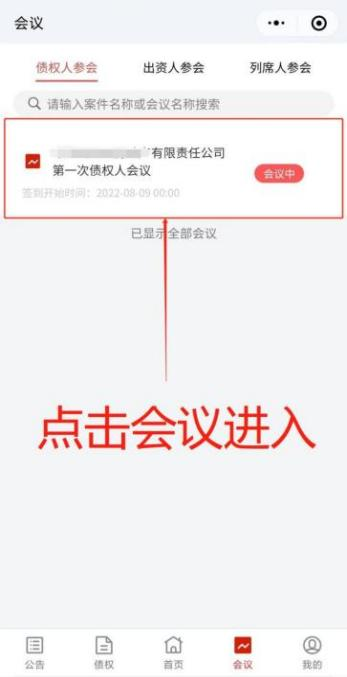 会议
债权人参会 出资人参会 列席人参会
请输入案件名称或会议名称搜索
有限责任公司
第一次债权人会议
会议中
签到开始时间：2022-08-09 00:00
已显示全部会议
点击会议进入
公告 债权 首页 会议 我的